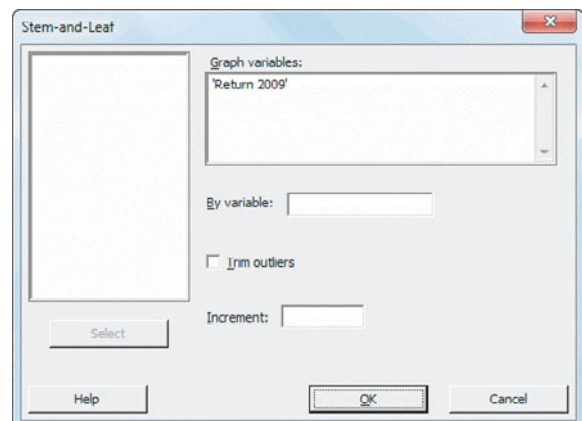 Stem-and-Leaf
Graph variables:
'Return 2009'
By variable:
Trim outliers
Increment:
Select
Help
OK
Cancel